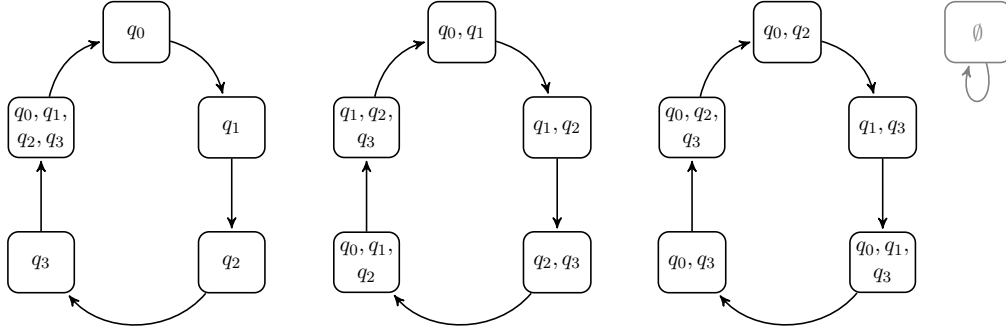 q₀
q₀, q₁
q₀, q₂
∅
q₀, q₁,
q₂, q₃
q₁
q₁, q₂,
q₃
q₁, q₂
q₀, q₂,
q₃
q₁, q₃
q₃
q₂
q₀, q₁,
q₂
q₂, q₃
q₀, q₃
q₀, q₁,
q₃